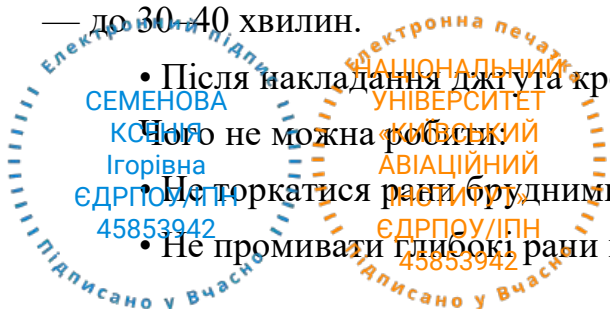 — до 30–40 хвилин.
• Після накладання джгута кр
Чого не можна робити:
• Не торкатися рани брудними
• Не промивати глибокі рани
Електронний підпис
СЕМЕНОВА
КСЕНІЯ
Ігорівна
ЄДРПОУ/ІПН
45853942
Підписано у Вчасно
Електронна печатка
НАЦІОНАЛЬНИЙ
УНІВЕРСИТЕТ
«КИЇВСЬКИЙ
АВІАЦІЙНИЙ
ІНСТИТУТ»
ЄДРПОУ/ІПН
45853942
Підписано у Вчасно